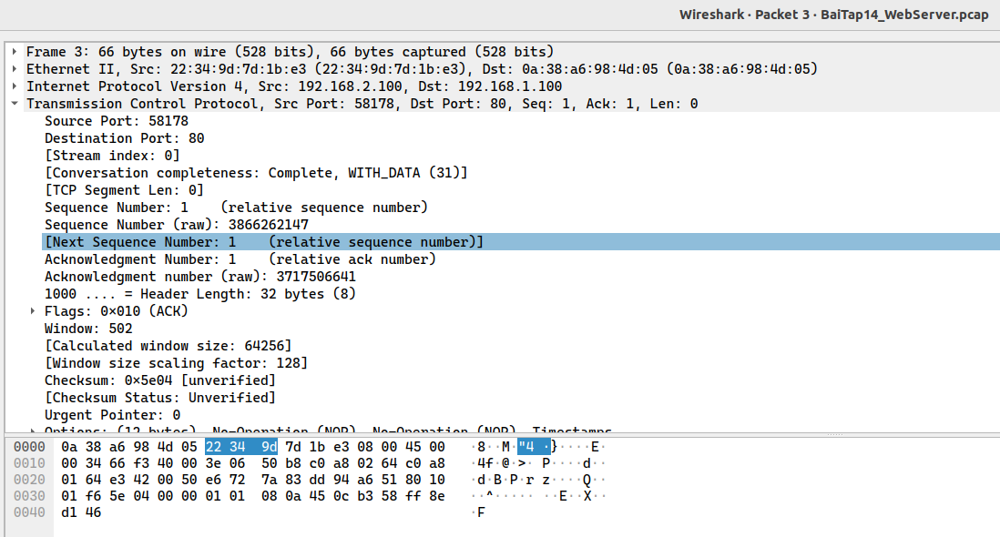 Wireshark · Packet 3 · BaiTap14_WebServer.pcap
Frame 3: 66 bytes on wire (528 bits), 66 bytes captured (528 bits)
Ethernet II, Src: 22:34:9d:7d:1b:e3 (22:34:9d:7d:1b:e3), Dst: 0a:38:a6:98:4d:05 (0a:38:a6:98:4d:05)
Internet Protocol Version 4, Src: 192.168.2.100, Dst: 192.168.1.100
Transmission Control Protocol, Src Port: 58178, Dst Port: 80, Seq: 1, Ack: 1, Len: 0
Source Port: 58178
Destination Port: 80
[Stream index: 0]
[Conversation completeness: Complete, WITH_DATA (31)]
[TCP Segment Len: 0]
Sequence Number: 1    (relative sequence number)
Sequence Number (raw): 3866262147
[Next Sequence Number: 1    (relative sequence number)]
Acknowledgment Number: 1    (relative ack number)
Acknowledgment number (raw): 3717506641
1000 .... = Header Length: 32 bytes (8)
Flags: 0x010 (ACK)
Window: 502
[Calculated window size: 64256]
[Window size scaling factor: 128]
Checksum: 0x5e04 [unverified]
[Checksum Status: Unverified]
Urgent Pointer: 0
Options: (12 bytes), No-Operation (NOP), No-Operation (NOP), Timestamps
0000 0a 38 a6 98 4d 05 22 34 9d 7d 1b e3 08 00 45 00 ·8··M·"4·}····E·
0010 00 34 66 f3 40 00 3e 06 50 b8 c0 a8 02 64 c0 a8 ·4f·@·>·P····d··
0020 01 64 e3 42 00 50 e6 72 7a 83 dd 94 a6 51 80 10 ·d·B·P·rz····Q··
0030 01 f6 5e 04 00 00 01 01 08 0a 45 0c b3 58 ff 8e ··^·······E··X··
0040 d1 46 ·F